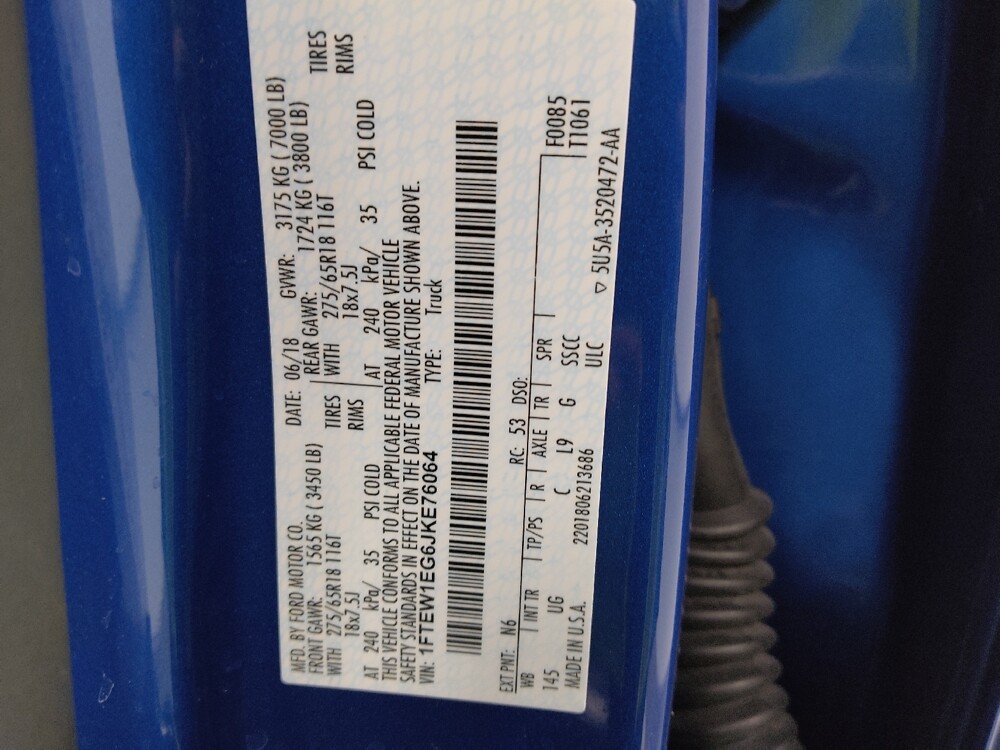 MFD. BY FORD MOTOR CO.
DATE: 06/18 GVWR: 3175 KG ( 7000 LB)
FRONT GAWR: 1565 KG ( 3450 LB) REAR GAWR: 1724 KG ( 3800 LB)
WITH 275/65R18 116T TIRES WITH 275/65R18 116T TIRES
18x7.5J RIMS 18x7.5J RIMS
AT 240 kPa/ 35 PSI COLD AT 240 kPa/ 35 PSI COLD
THIS VEHICLE CONFORMS TO ALL APPLICABLE FEDERAL MOTOR VEHICLE
SAFETY STANDARDS IN EFFECT ON THE DATE OF MANUFACTURE SHOWN ABOVE.
VIN: 1FTEW1EG6JKE76064 TYPE: Truck
EXT PNT: N6 RC: 53 DSO: F0085
WB INT TR TP/PS R AXLE TR SPR T1061
145 UG C L9 G SSCC
MADE IN U.S.A. 2201806213686 ULC
▽ 5U5A-3520472-AA